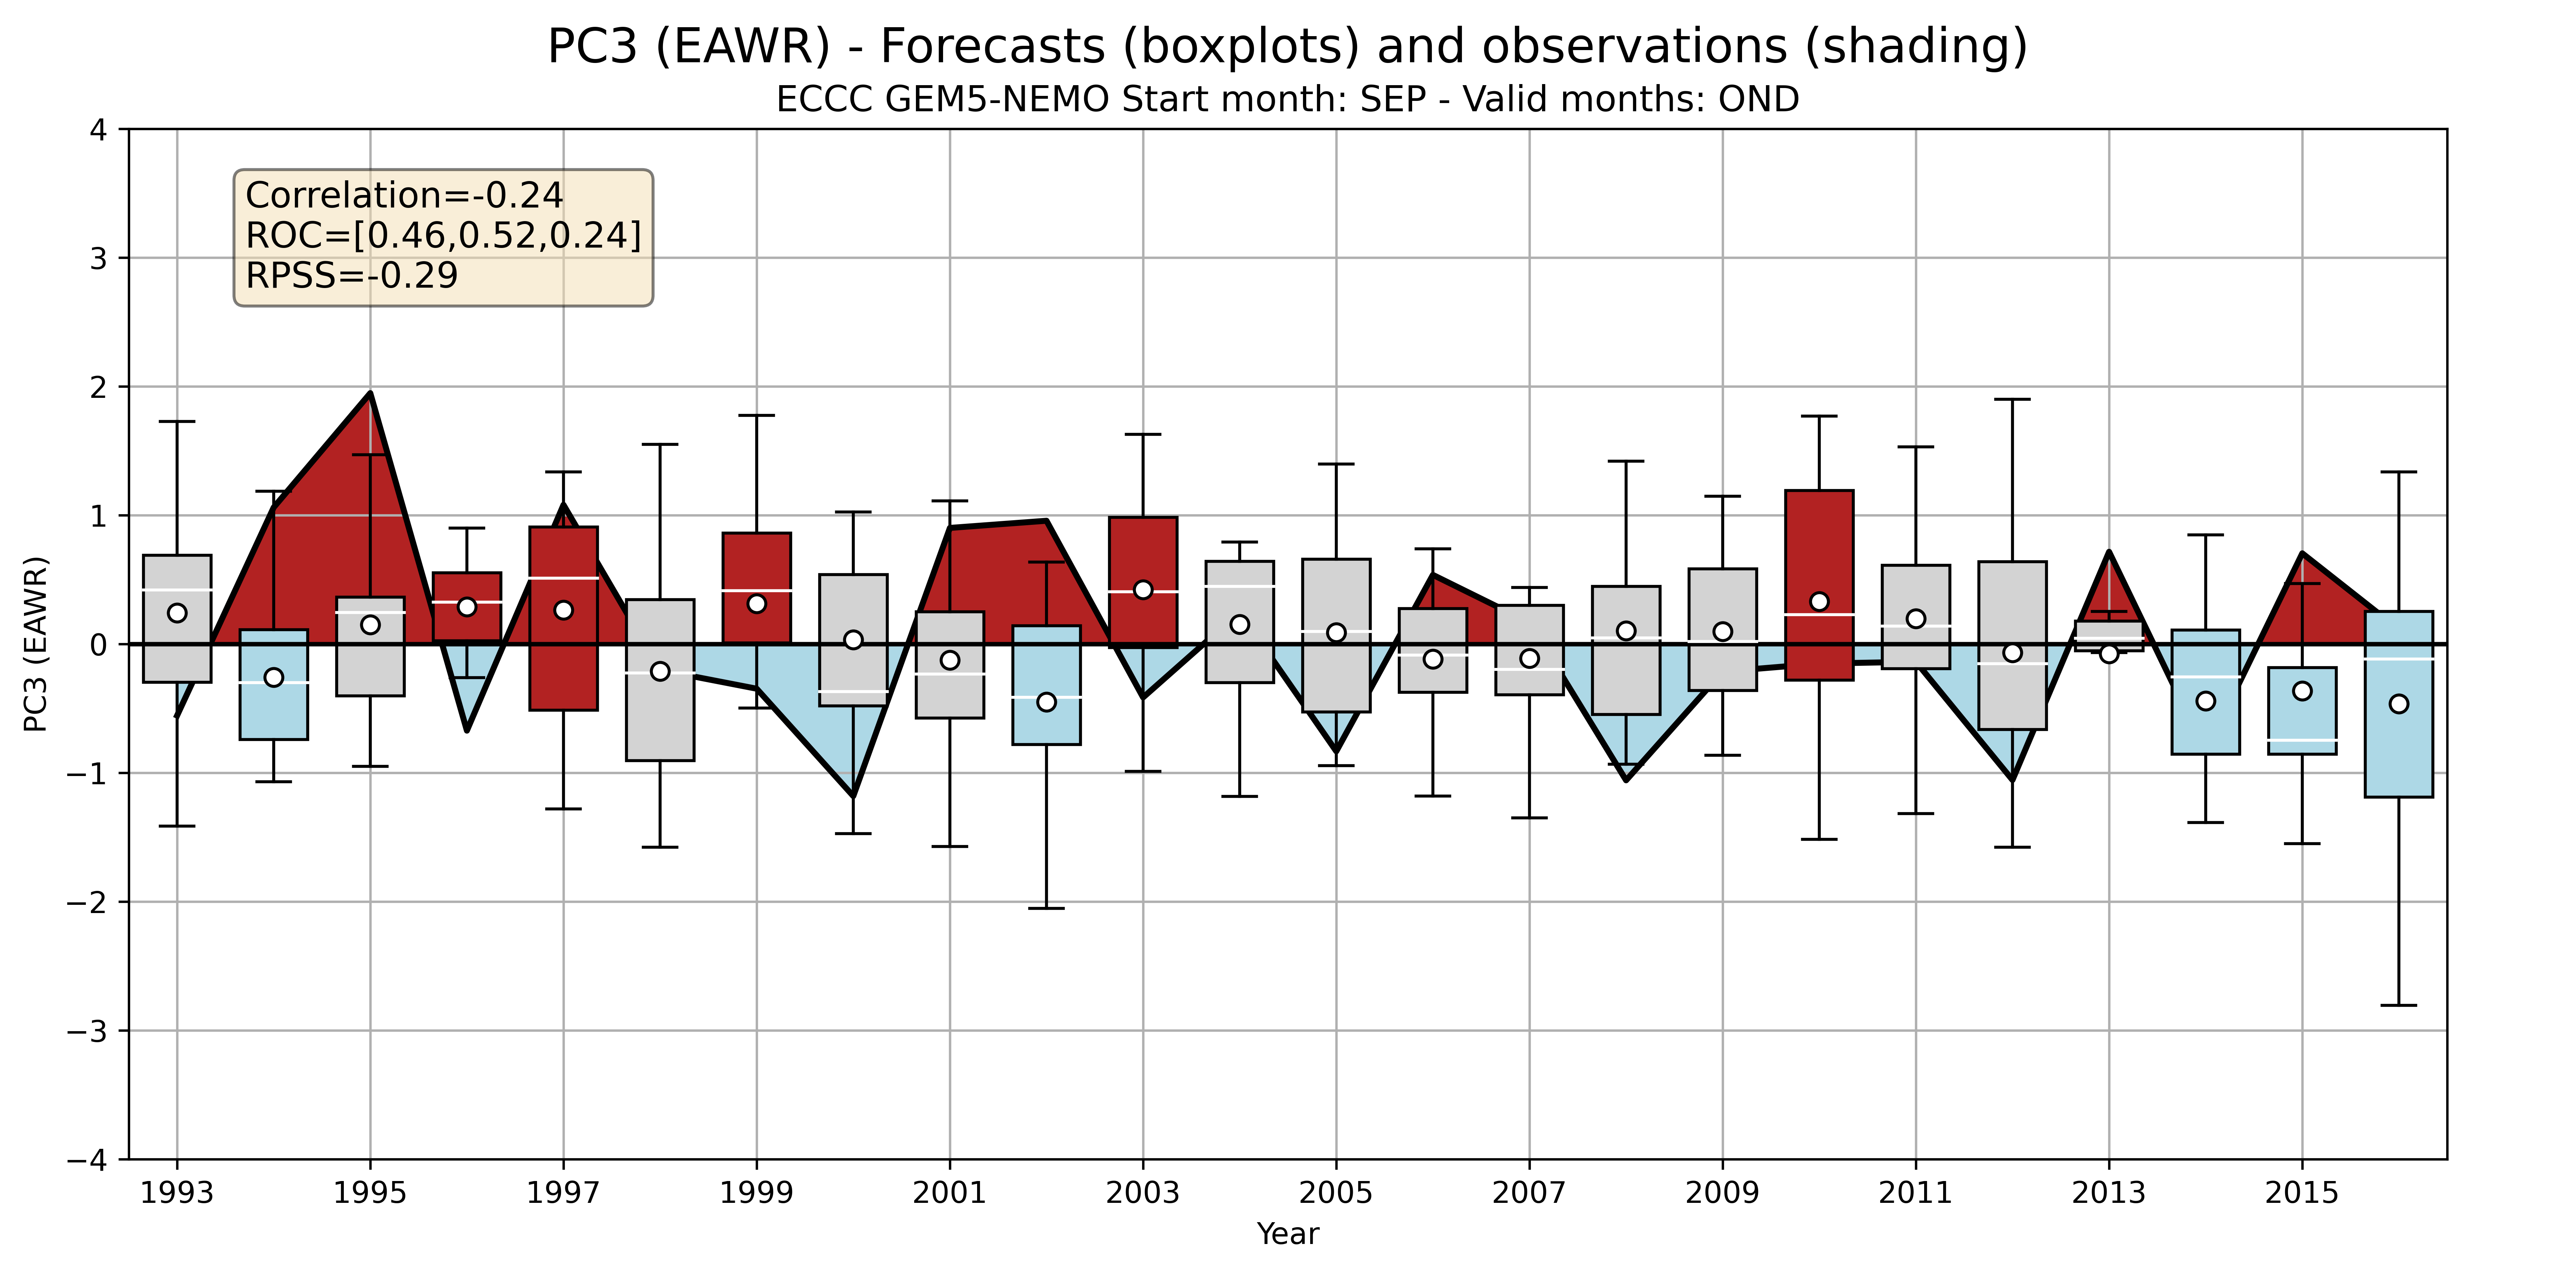 PC3 (EAWR) - Forecasts (boxplots) and observations (shading)
ECCC GEM5-NEMO Start month: SEP - Valid months: OND
Correlation=-0.24
ROC=[0.46,0.52,0.24]
RPSS=-0.29
PC3 (EAWR)
4
3
2
1
0
−1
−2
−3
−4
1993 1995 1997 1999 2001 2003 2005 2007 2009 2011 2013 2015
Year